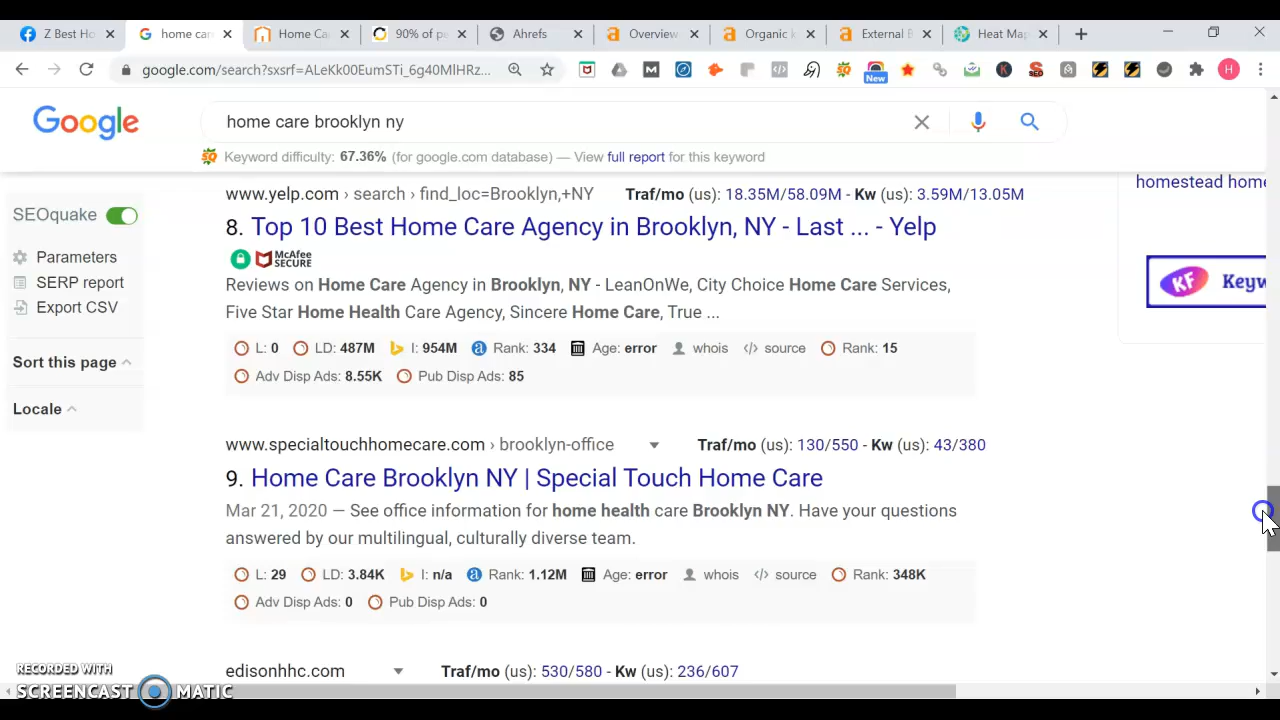 Z Best Ho
home car
Home Ca
90% of pe
Ahrefs
Overview
Organic k
External B
Heat Map
google.com/search?sxsrf=ALeKk00EumSTi_6g40MlHRz...
New
Google
home care brooklyn ny
Keyword difficulty: 67.36% (for google.com database) — View full report for this keyword
SEOquake
Parameters
SERP report
Export CSV
Sort this page
Locale
www.yelp.com › search › find_loc=Brooklyn,+NY Traf/mo (us): 18.35M/58.09M - Kw (us): 3.59M/13.05M
8. Top 10 Best Home Care Agency in Brooklyn, NY - Last ... - Yelp
McAfee
SECURE
Reviews on Home Care Agency in Brooklyn, NY - LeanOnWe, City Choice Home Care Services,
Five Star Home Health Care Agency, Sincere Home Care, True ...
L: 0 LD: 487M I: 954M Rank: 334 Age: error whois source Rank: 15
Adv Disp Ads: 8.55K Pub Disp Ads: 85
www.specialtouchhomecare.com › brooklyn-office Traf/mo (us): 130/550 - Kw (us): 43/380
9. Home Care Brooklyn NY | Special Touch Home Care
Mar 21, 2020 — See office information for home health care Brooklyn NY. Have your questions
answered by our multilingual, culturally diverse team.
L: 29 LD: 3.84K I: n/a Rank: 1.12M Age: error whois source Rank: 348K
Adv Disp Ads: 0 Pub Disp Ads: 0
edisonhhc.com Traf/mo (us): 530/580 - Kw (us): 236/607
homestead home
KF Keyw
RECORDED WITH
SCREENCAST MATIC